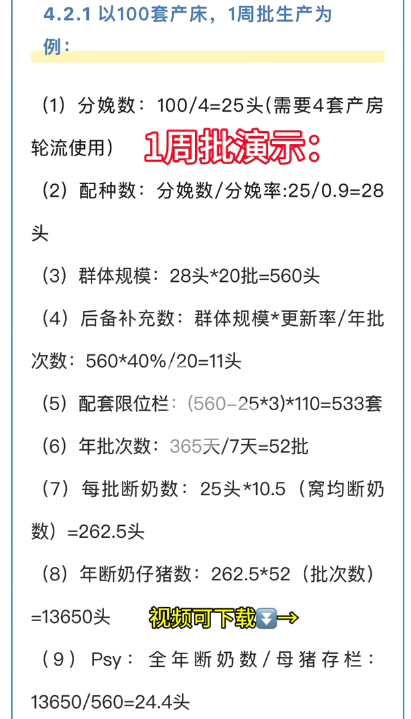 4.2.1 以100套产床，1周批生产为
例：
（1）分娩数：100/4=25头(需要4套产房
轮流使用）
1周批演示：
（2）配种数：分娩数/分娩率:25/0.9=28
头
（3）群体规模：28头*20批=560头
（4）后备补充数：群体规模*更新率/年批
次数：560*40%/20=11头
（5）配套限位栏：(560-25*3)*110=533套
（6）年批次数：365天/7天=52批
（7）每批断奶数：25头*10.5（窝均断奶
数）=262.5头
（8）年断奶仔猪数：262.5*52（批次数）
=13650头
视频可下载⏬→
（9）Psy：全年断奶数/母猪存栏：
13650/560=24.4头